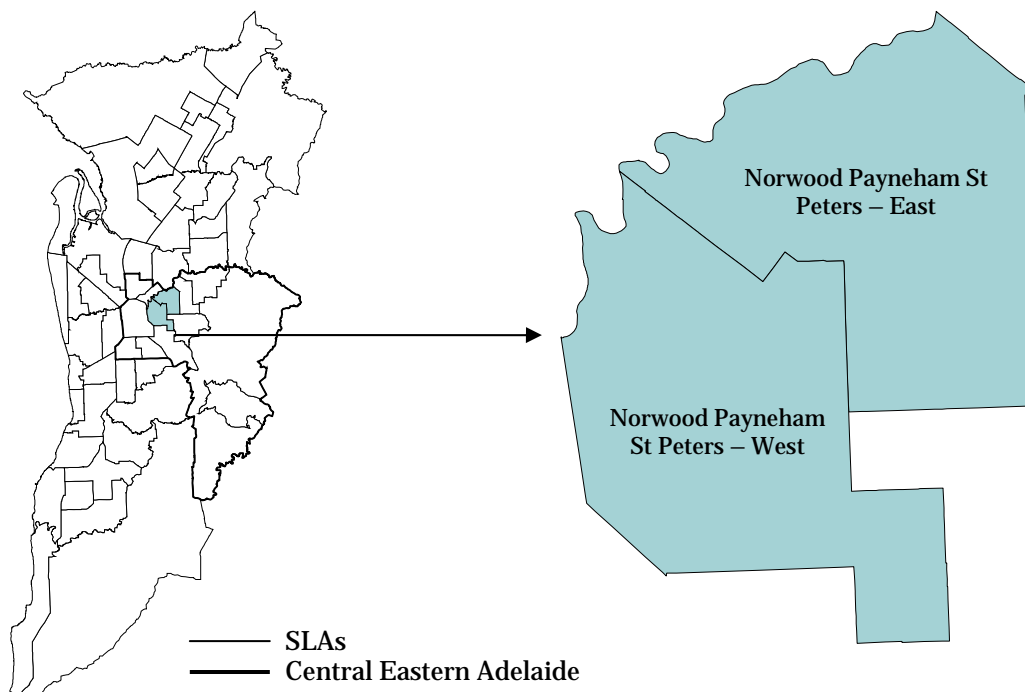 Norwood Payneham St
Peters – East
Norwood Payneham
St Peters – West
SLAs
Central Eastern Adelaide